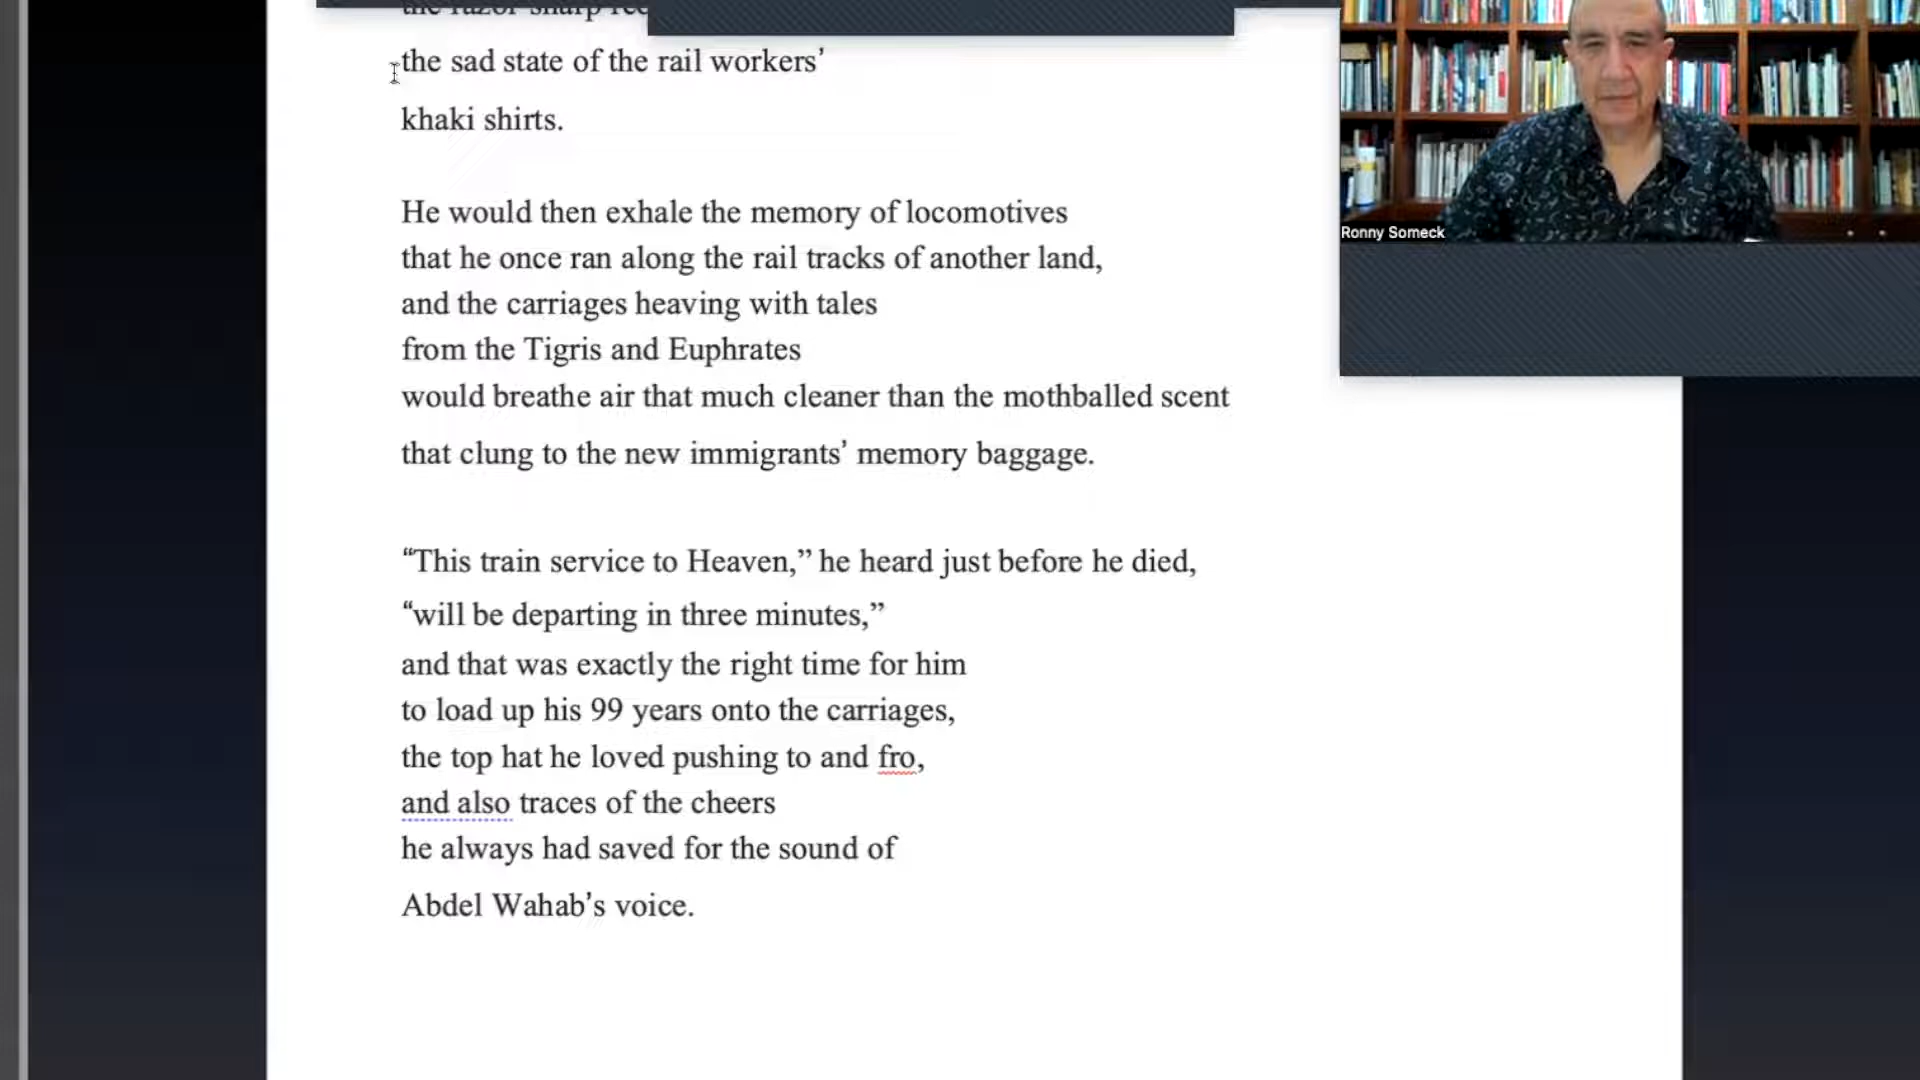 the razor sharp
the sad state of the rail workers’
khaki shirts.
He would then exhale the memory of locomotives
that he once ran along the rail tracks of another land,
and the carriages heaving with tales
from the Tigris and Euphrates
would breathe air that much cleaner than the mothballed scent
that clung to the new immigrants’ memory baggage.
“This train service to Heaven,” he heard just before he died,
“will be departing in three minutes,”
and that was exactly the right time for him
to load up his 99 years onto the carriages,
the top hat he loved pushing to and fro,
and also traces of the cheers
he always had saved for the sound of
Abdel Wahab’s voice.
Ronny Someck